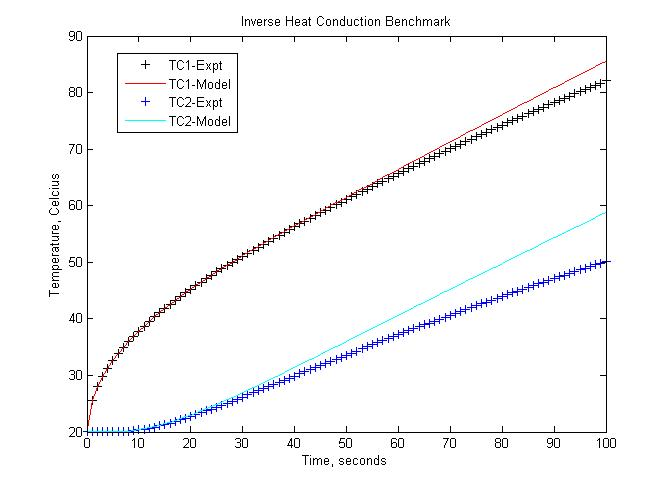 Inverse Heat Conduction Benchmark
90
80
70
60
50
40
30
20
Temperature, Celcius
TC1-Expt
TC1-Model
TC2-Expt
TC2-Model
0 10 20 30 40 50 60 70 80 90 100
Time, seconds